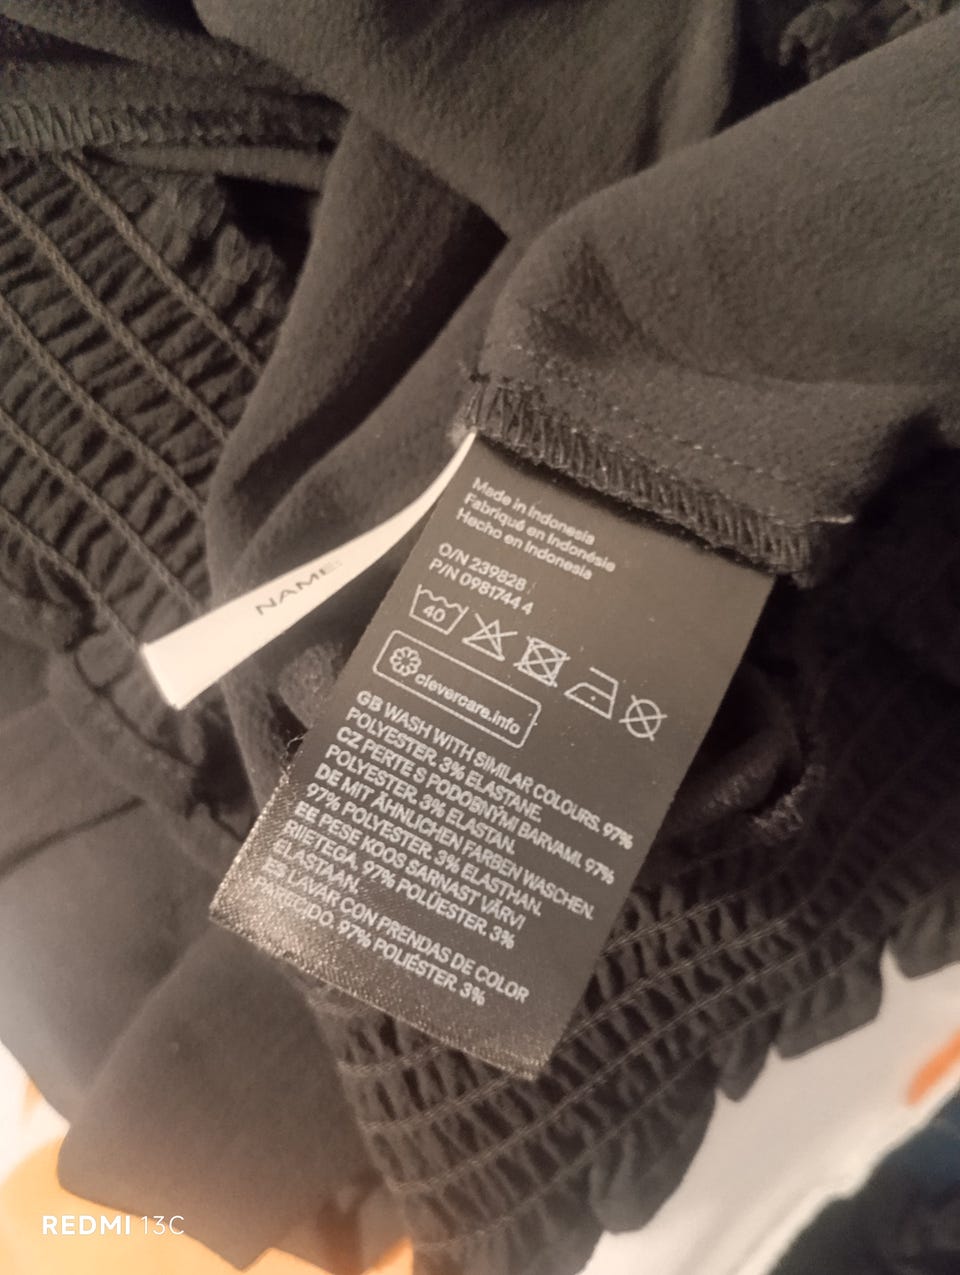 Made in Indonesia
Fabriqué en Indonésie
Hecho en Indonesia
O/N 239828
P/N 0981744 4
40
clevercare.info
NAME:
GB WASH WITH SIMILAR COLOURS. 97%
POLYESTER. 3% ELASTANE.
CZ PERTE S PODOBNÝMI BARVAMI. 97%
POLYESTER. 3% ELASTAN.
DE MIT ÄHNLICHEN FARBEN WASCHEN.
97% POLYESTER. 3% ELASTHAN.
EE PESE KOOS SARNAST VÄRVI
RIIETEGA. 97% POLÜESTER. 3%
ELASTAAN.
ES LAVAR CON PRENDAS DE COLOR
PARECIDO. 97% POLIÉSTER. 3%
REDMI 13C